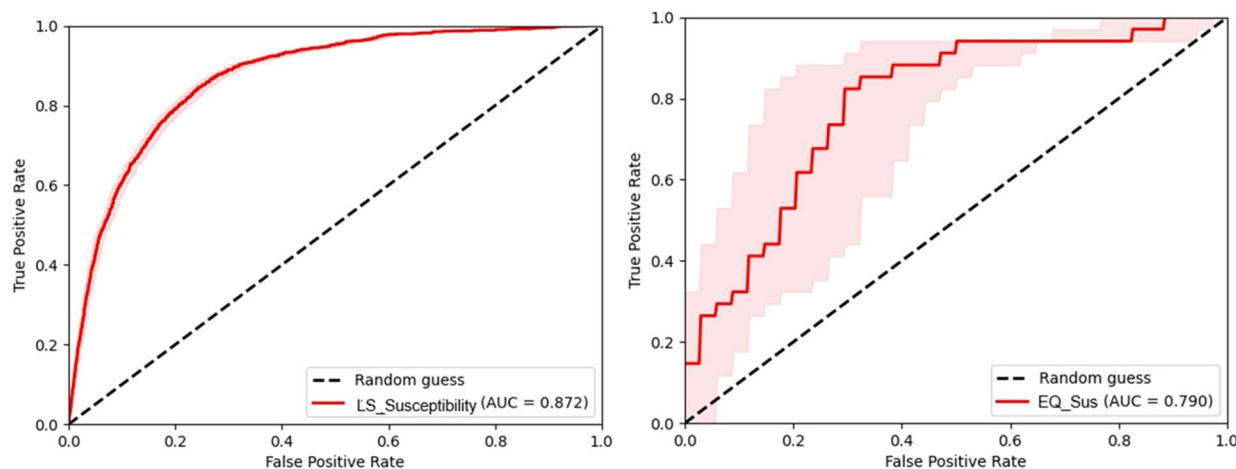 1.0
0.8
0.6
0.4
0.2
0.0
True Positive Rate
0.0 0.2 0.4 0.6 0.8 1.0
False Positive Rate
Random guess
LS_Susceptibility (AUC = 0.872)
1.0
0.8
0.6
0.4
0.2
0.0
True Positive Rate
0.0 0.2 0.4 0.6 0.8 1.0
False Positive Rate
Random guess
EQ_Sus (AUC = 0.790)